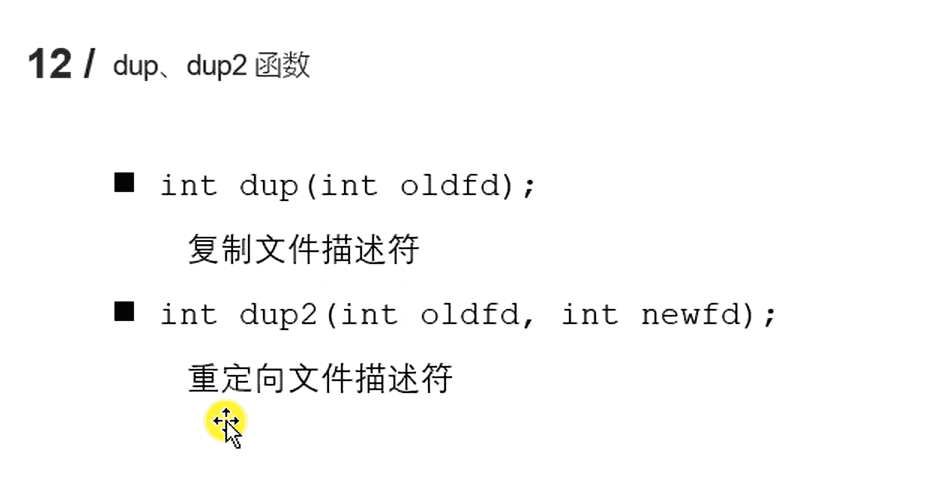 12 / dup、dup2 函数
■ int dup(int oldfd);
复制文件描述符
■ int dup2(int oldfd, int newfd);
重定向文件描述符